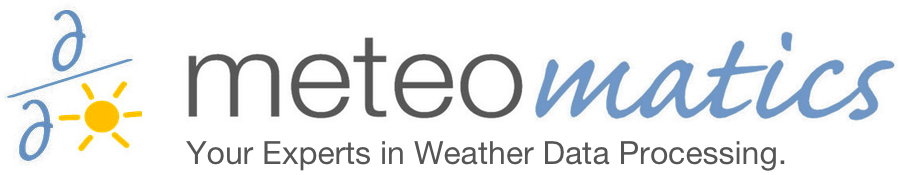 ∂
∂
meteomatics
Your Experts in Weather Data Processing.